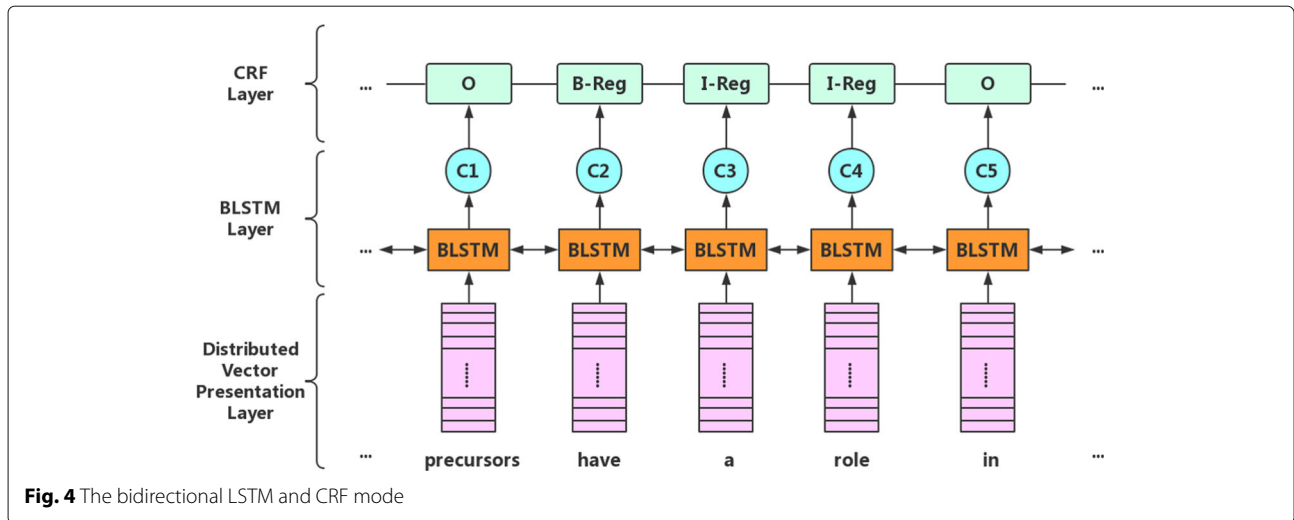 CRF
Layer
... O B-Reg I-Reg I-Reg O ...
C1 C2 C3 C4 C5
BLSTM
Layer
... BLSTM BLSTM BLSTM BLSTM BLSTM ...
Distributed
Vector
Presentation
Layer
... precursors have a role in ...
Fig. 4 The bidirectional LSTM and CRF mode